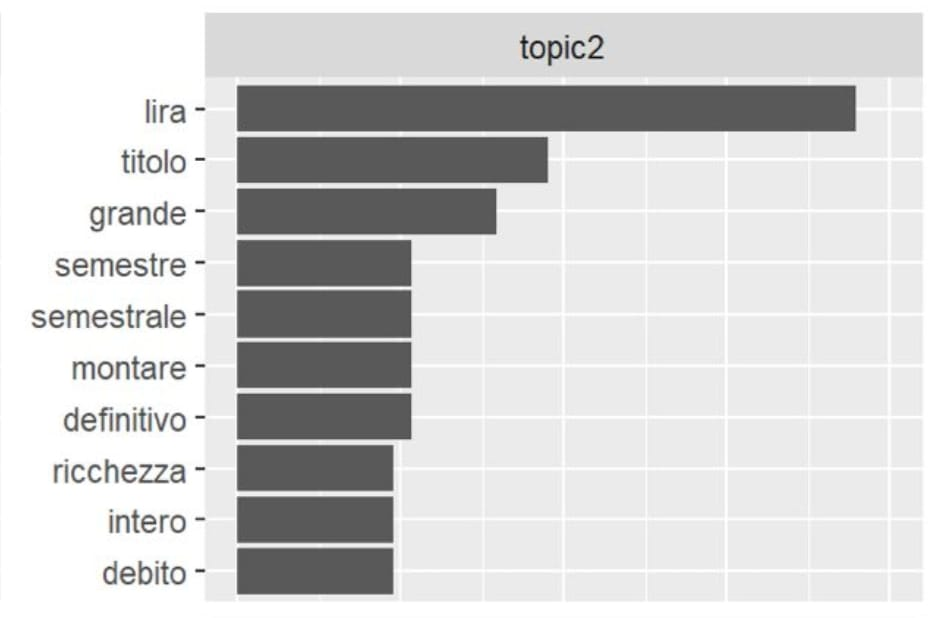 topic2
lira
titolo
grande
semestre
semestrale
montare
definitivo
ricchezza
intero
debito